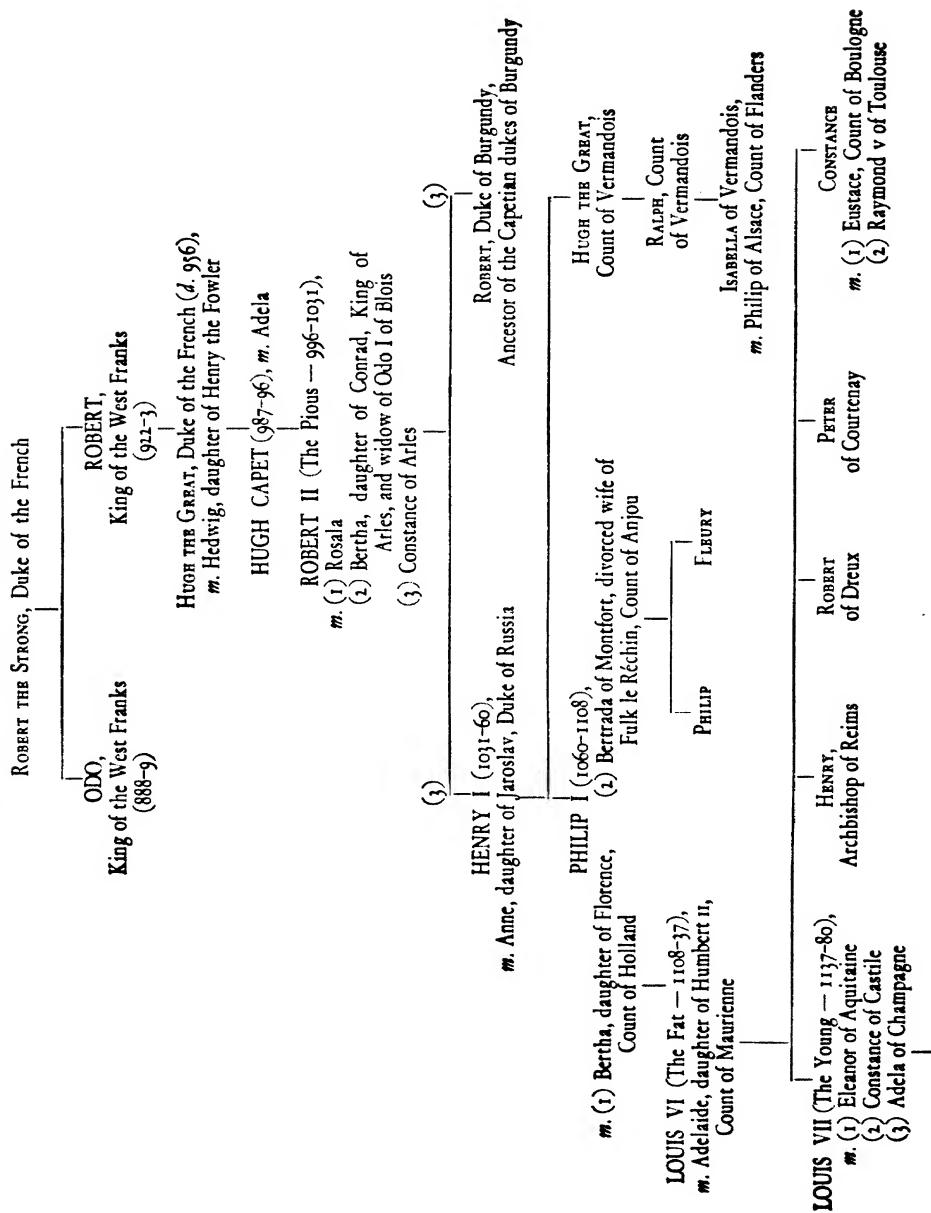 ROBERT THE STRONG, Duke of the French
ODO,
King of the West Franks
(888-9)
ROBERT,
King of the West Franks
(922-3)
HUGH THE GREAT, Duke of the French (d. 956),
m. Hedwig, daughter of Henry the Fowler
HUGH CAPET (987-96), m. Adela
ROBERT II (The Pious — 996-1031),
m. (1) Rosala
(2) Bertha, daughter of Conrad, King of
Arles, and widow of Odo I of Blois
(3) Constance of Arles
(3)
(3)
HENRY I (1031-60),
m. Anne, daughter of Jaroslav, Duke of Russia
ROBERT, Duke of Burgundy,
Ancestor of the Capetian dukes of Burgundy
PHILIP I (1060-1108),
m. (1) Bertha, daughter of Florence,
Count of Holland
(2) Bertrada of Montfort, divorced wife of
Fulk le Réchin, Count of Anjou
HUGH THE GREAT,
Count of Vermandois
LOUIS VI (The Fat — 1108-37),
m. Adelaide, daughter of Humbert II,
Count of Maurienne
PHILIP
FLEURY
RALPH, Count
of Vermandois
ISABELLA of Vermandois,
m. Philip of Alsace, Count of Flanders
LOUIS VII (The Young — 1137-80),
m. (1) Eleanor of Aquitaine
(2) Constance of Castile
(3) Adela of Champagne
HENRY,
Archbishop of Reims
ROBERT
of Dreux
PETER
of Courtenay
CONSTANCE
m. (1) Eustace, Count of Boulogne
(2) Raymond V of Toulouse